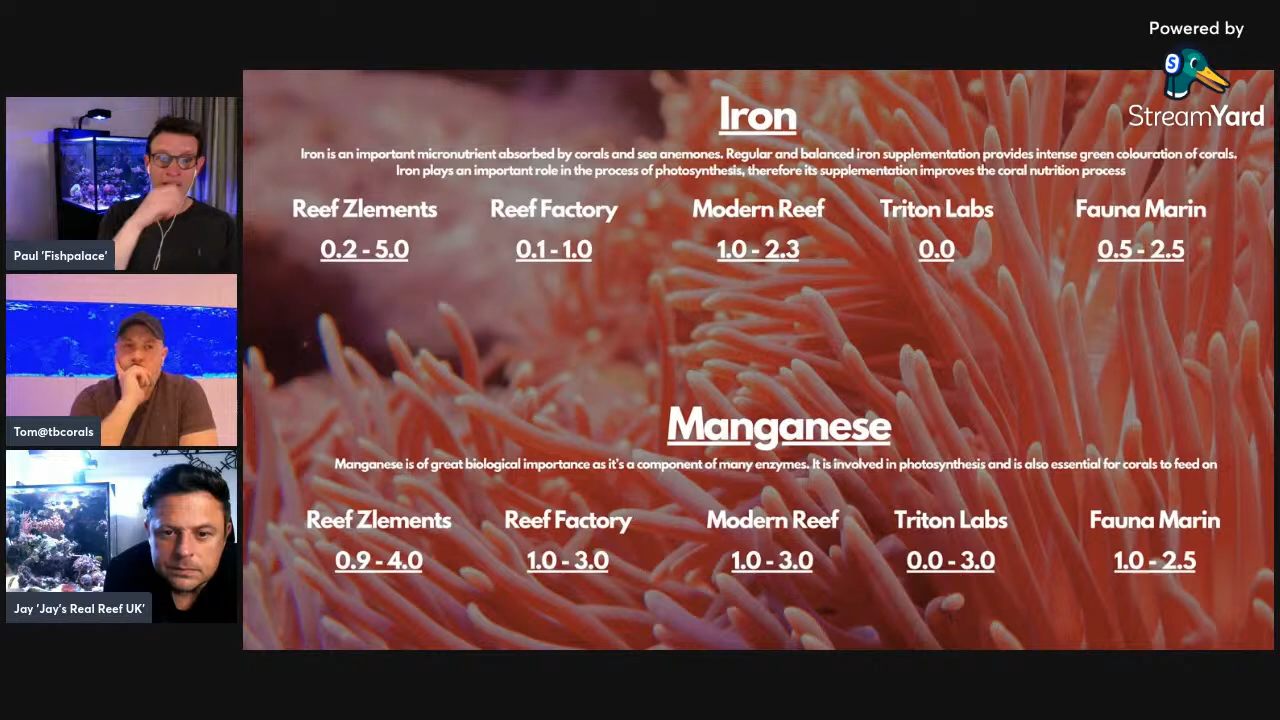 Powered by
StreamYard
Paul 'Fishpalace'
Tom@tbcorals
Jay 'Jay's Real Reef UK'
Iron
Iron is an important micronutrient absorbed by corals and sea anemones. Regular and balanced iron supplementation provides intense green colouration of corals.
Iron plays an important role in the process of photosynthesis, therefore its supplementation improves the coral nutrition process
Reef Zlements Reef Factory Modern Reef Triton Labs Fauna Marin
0.2 - 5.0 0.1 - 1.0 1.0 - 2.3 0.0 0.5 - 2.5
Manganese
Manganese is of great biological importance as it's a component of many enzymes. It is involved in photosynthesis and is also essential for corals to feed on
Reef Zlements Reef Factory Modern Reef Triton Labs Fauna Marin
0.9 - 4.0 1.0 - 3.0 1.0 - 3.0 0.0 - 3.0 1.0 - 2.5